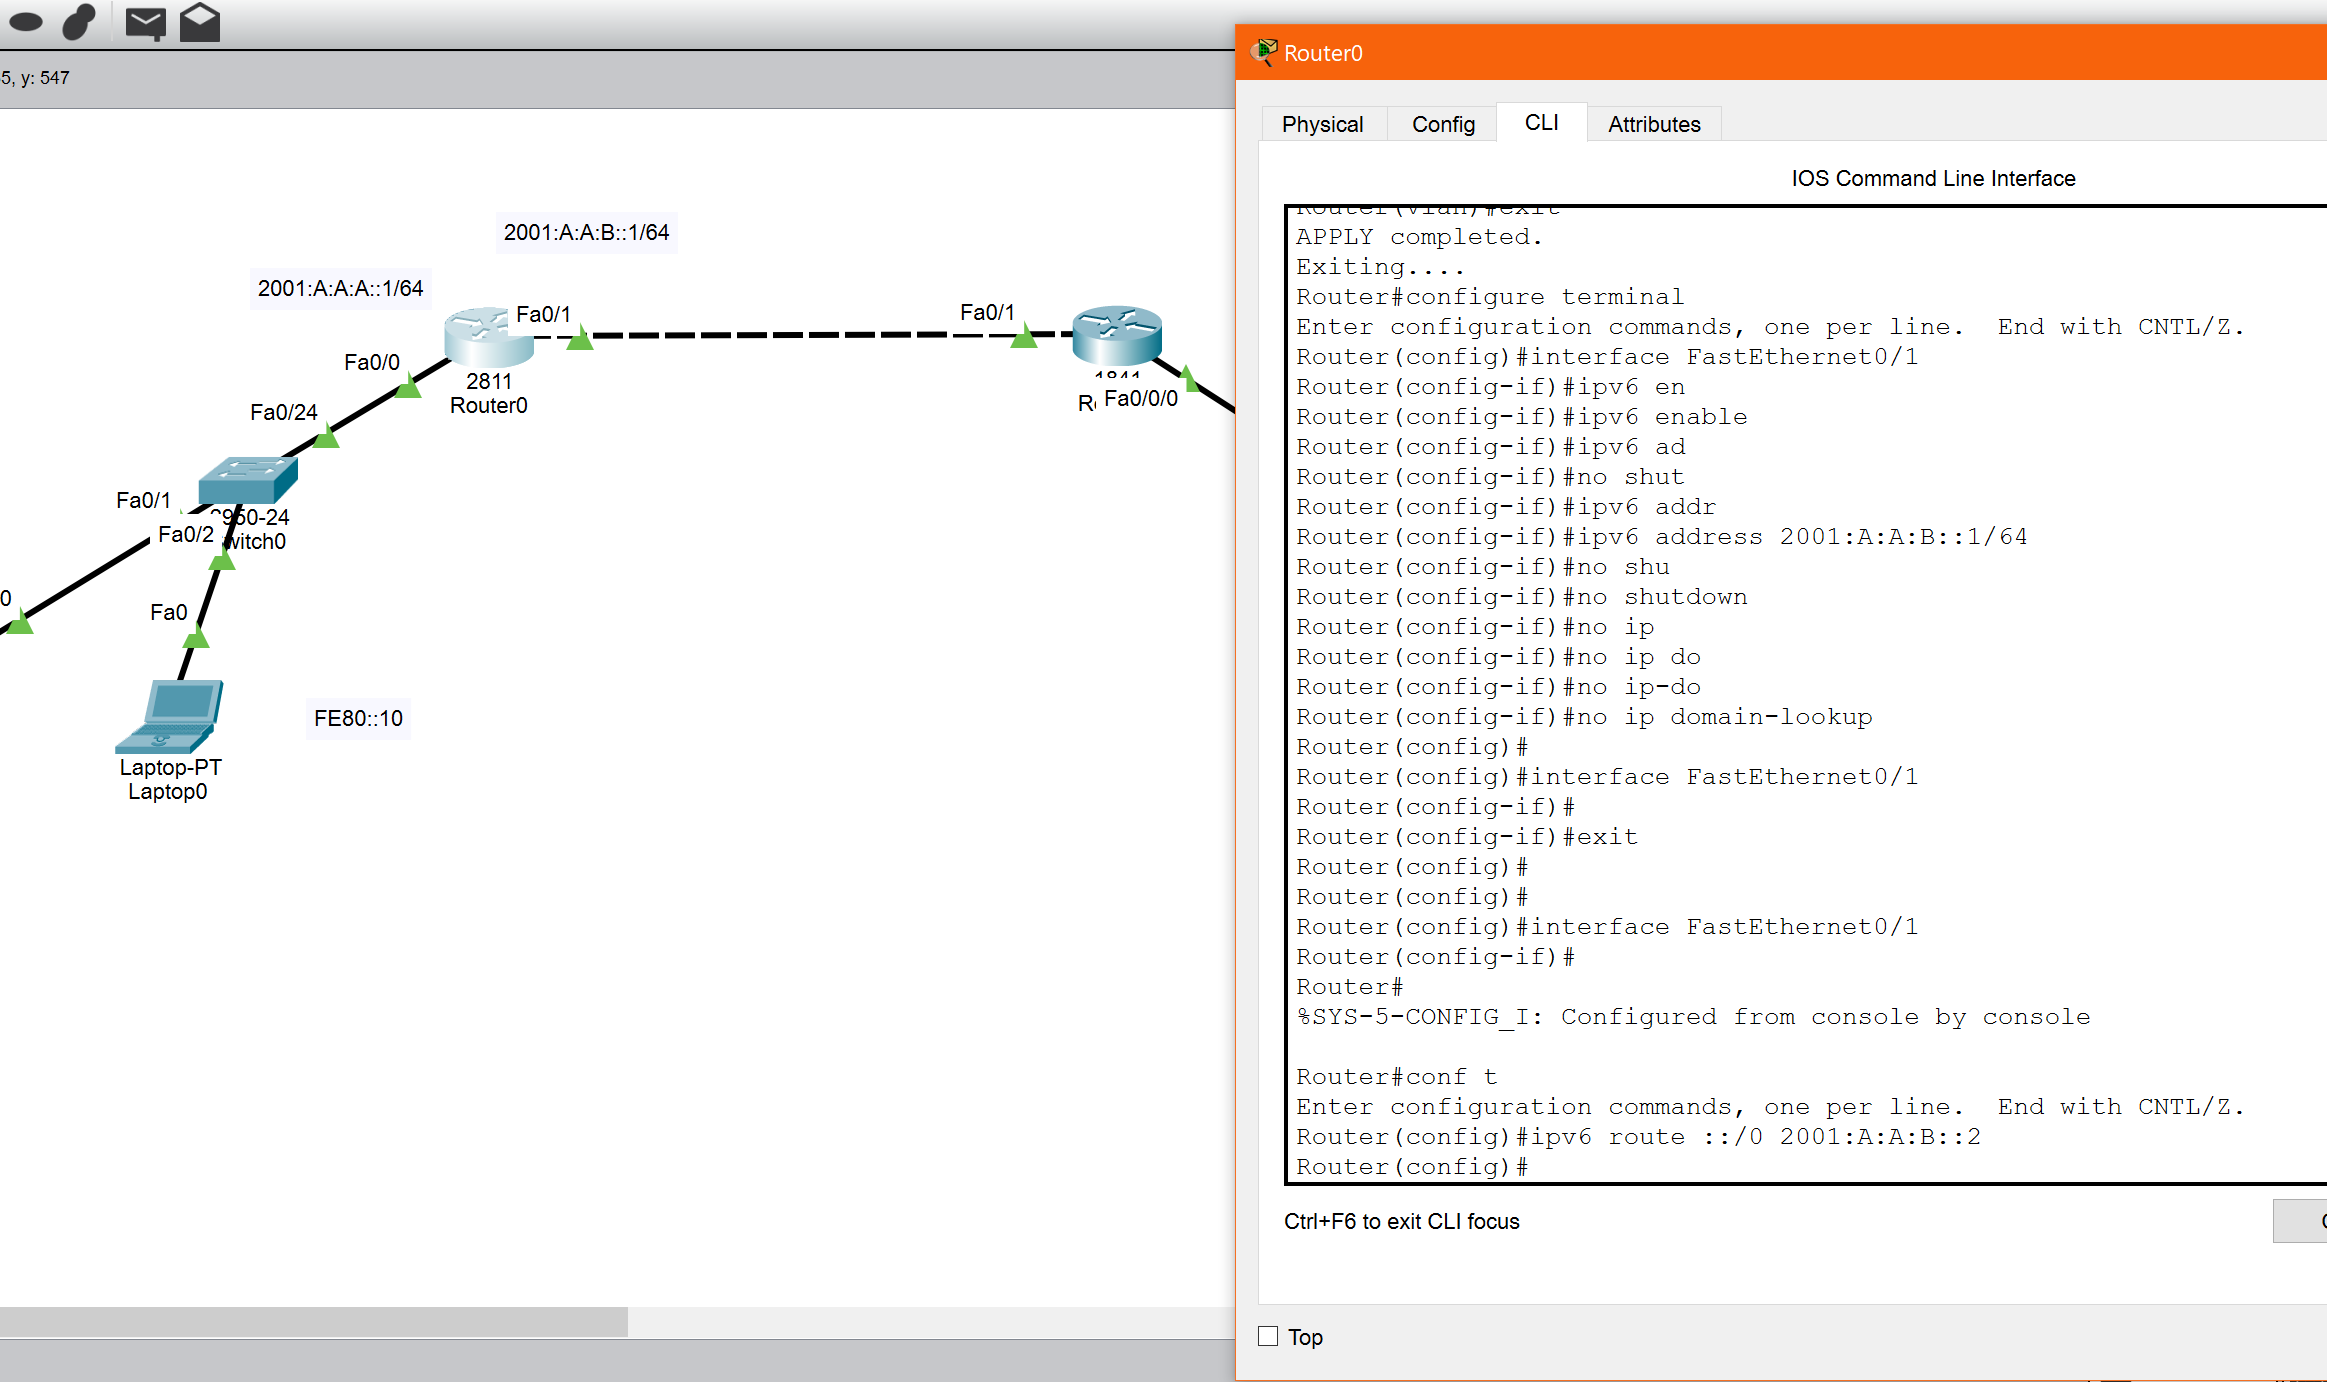 5, y: 547
2001:A:A:B::1/64
2001:A:A:A::1/64
Fa0/1
Fa0/1
Fa0/0
2811
Router0
1841
Fa0/0/0
Fa0/24
Fa0/1
Fa0/2
2950-24
witch0
0
Fa0
FE80::10
Laptop-PT
Laptop0
Router0
Physical
Config
CLI
Attributes
IOS Command Line Interface
Router(vlan)#exit
APPLY completed.
Exiting....
Router#configure terminal
Enter configuration commands, one per line.  End with CNTL/Z.
Router(config)#interface FastEthernet0/1
Router(config-if)#ipv6 en
Router(config-if)#ipv6 enable
Router(config-if)#ipv6 ad
Router(config-if)#no shut
Router(config-if)#ipv6 addr
Router(config-if)#ipv6 address 2001:A:A:B::1/64
Router(config-if)#no shu
Router(config-if)#no shutdown
Router(config-if)#no ip
Router(config-if)#no ip do
Router(config-if)#no ip-do
Router(config-if)#no ip domain-lookup
Router(config)#
Router(config)#interface FastEthernet0/1
Router(config-if)#
Router(config-if)#exit
Router(config)#
Router(config)#
Router(config)#interface FastEthernet0/1
Router(config-if)#
Router#
%SYS-5-CONFIG_I: Configured from console by console
Router#conf t
Enter configuration commands, one per line.  End with CNTL/Z.
Router(config)#ipv6 route ::/0 2001:A:A:B::2
Router(config)#
Ctrl+F6 to exit CLI focus
Top